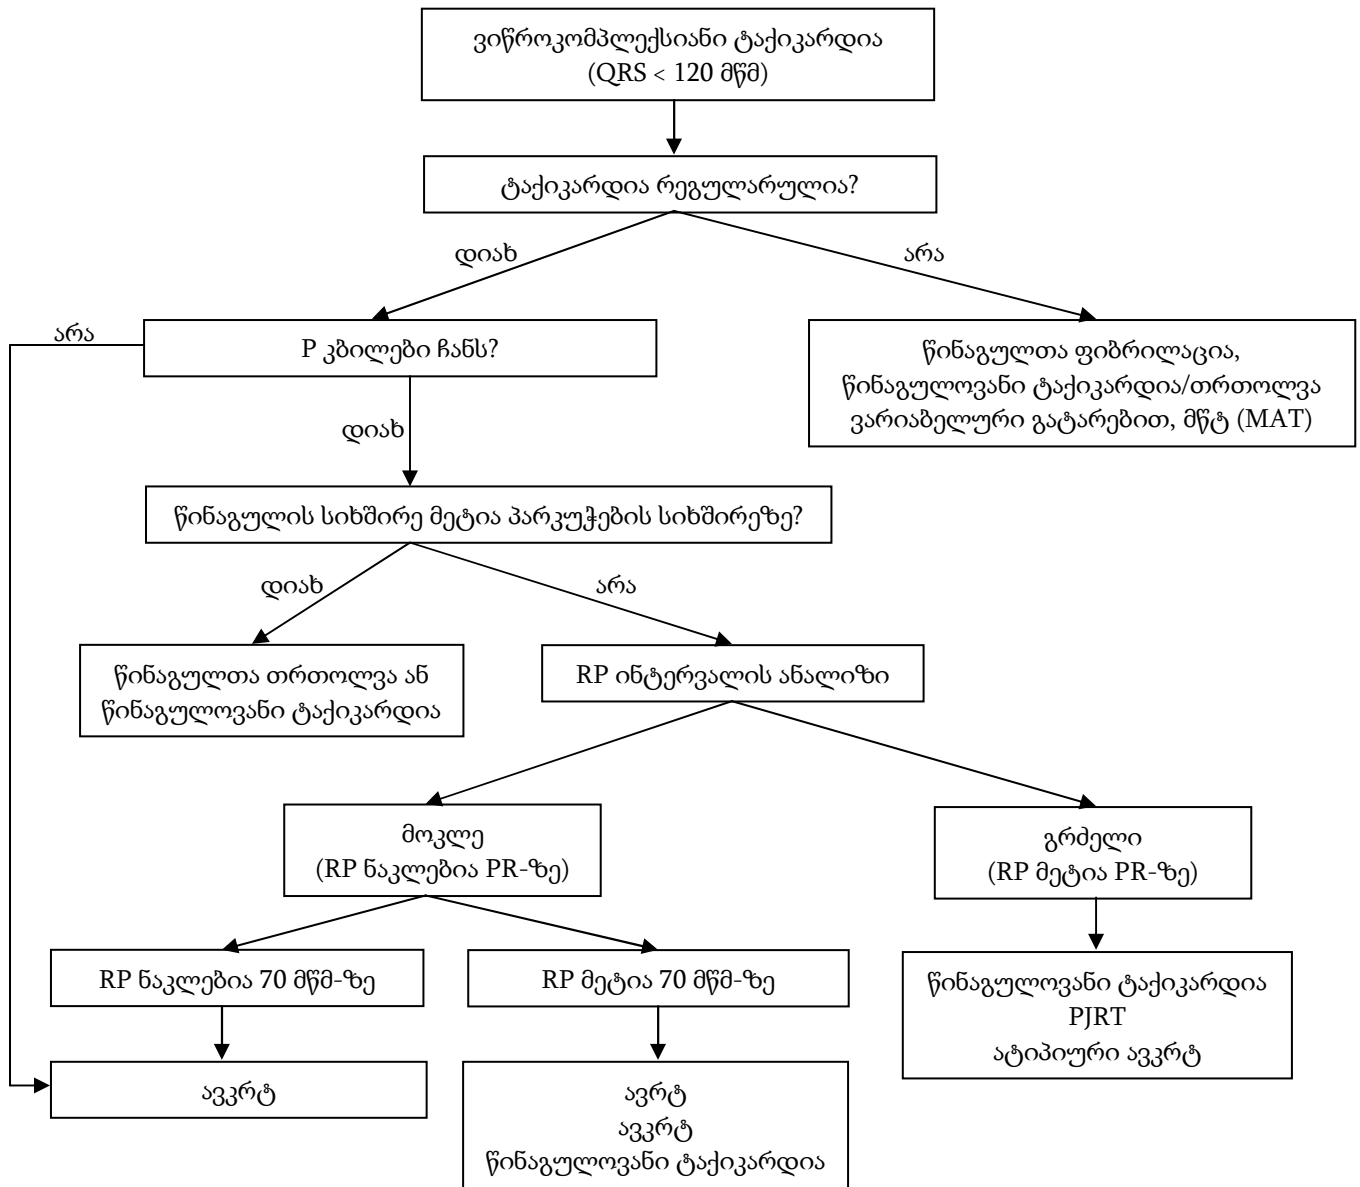 ვიწროკომპლექსიანი ტაქიკარდია
(QRS < 120 მწმ)
ტაქიკარდია რეგულარულია?
დიახ
არა
არა
P კბილები ჩანს?
წინაგულთა ფიბრილაცია,
წინაგულოვანი ტაქიკარდია/თრთოლვა
ვარიაბელური გატარებით, მწტ (MAT)
დიახ
წინაგულის სიხშირე მეტია პარკუჭების სიხშირეზე?
დიახ
არა
წინაგულთა თრთოლვა ან
წინაგულოვანი ტაქიკარდია
RP ინტერვალის ანალიზი
მოკლე
(RP ნაკლებია PR-ზე)
გრძელი
(RP მეტია PR-ზე)
RP ნაკლებია 70 მწმ-ზე
RP მეტია 70 მწმ-ზე
წინაგულოვანი ტაქიკარდია
PJRT
ატიპიური ავკრტ
ავკრტ
ავრტ
ავკრტ
წინაგულოვანი ტაქიკარდია